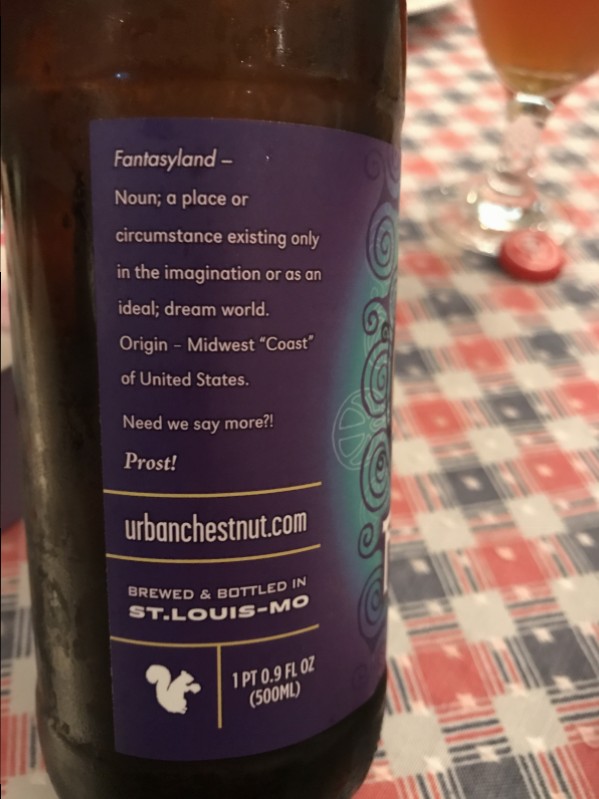 Fantasyland –
Noun; a place or
circumstance existing only
in the imagination or as an
ideal; dream world.
Origin – Midwest “Coast”
of United States.
Need we say more?!
Prost!
urbanchestnut.com
BREWED & BOTTLED IN
ST.LOUIS-MO
1 PT 0.9 FL OZ
(500ML)